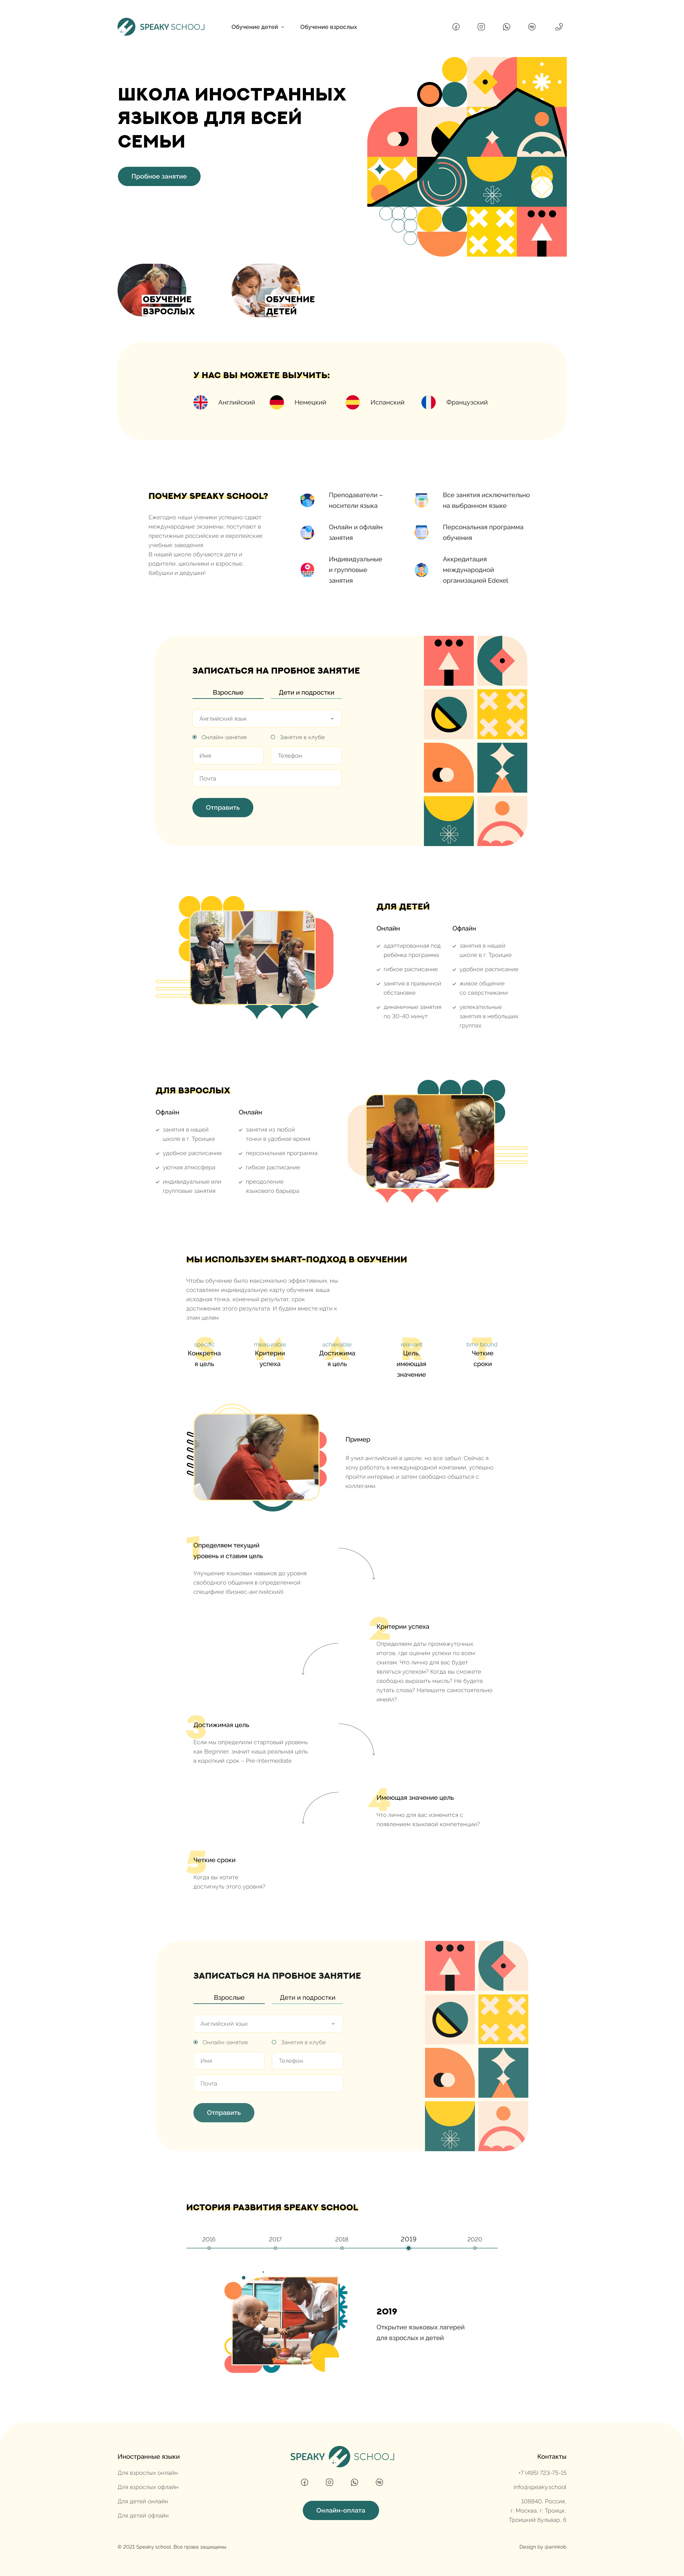 SPEAKY SCHOOL
Обучение детей
Обучение взрослых
ШКОЛА ИНОСТРАННЫХ
ЯЗЫКОВ ДЛЯ ВСЕЙ
СЕМЬИ
Пробное занятие
ОБУЧЕНИЕ
ВЗРОСЛЫХ
ОБУЧЕНИЕ
ДЕТЕЙ
У НАС ВЫ МОЖЕТЕ ВЫУЧИТЬ:
Английский
Немецкий
Испанский
Французский
ПОЧЕМУ SPEAKY SCHOOL?
Ежегодно наши ученики успешно сдают
международные экзамены, поступают в
престижные российские и европейские
учебные заведения.
В нашей школе обучаются дети и
родители, школьники и взрослые,
бабушки и дедушки!
Преподаватели –
носители языка
Все занятия исключительно
на выбранном языке
Онлайн и офлайн
занятия
Персональная программа
обучения
Индивидуальные
и групповые
занятия
Аккредитация
международной
организацией Edexel
ЗАПИСАТЬСЯ НА ПРОБНОЕ ЗАНЯТИЕ
Взрослые
Дети и подростки
Английский язык
Онлайн-занятия
Занятия в клубе
Имя
Телефон
Почта
Отправить
ДЛЯ ДЕТЕЙ
Онлайн
адаптированная под
ребёнка программа
гибкое расписание
занятия в привычной
обстановке
динамичные занятия
по 30-40 минут
Офлайн
занятия в нашей
школе в г. Троицке
удобное расписание
живое общение
со сверстниками
увлекательные
занятия в небольших
группах
ДЛЯ ВЗРОСЛЫХ
Офлайн
занятия в нашей
школе в г. Троицке
удобное расписание
уютная атмосфера
индивидуальные или
групповые занятия
Онлайн
занятия из любой
точки в удобное время
персональная программа
гибкое расписание
преодоление
языкового барьера
МЫ ИСПОЛЬЗУЕМ SMART-ПОДХОД В ОБУЧЕНИИ
Чтобы обучение было максимально эффективным, мы
составляем индивидуальную карту обучения: ваша
исходная точка, конечный результат, срок
достижения этого результата. И будем вместе идти к
этим целям
S
specific
Конкретна
я цель
M
measurable
Критерии
успеха
A
achievable
Достижима
я цель
R
relevant
Цель,
имеющая
значение
T
time bound
Четкие
сроки
Пример
Я учил английский в школе, но все забыл. Сейчас я
хочу работать в международной компании, успешно
пройти интервью и затем свободно общаться с
коллегами.
1
Определяем текущий
уровень и ставим цель
Улучшение языковых навыков до уровня
свободного общения в определенной
специфике (бизнес-английский)
2
Критерии успеха
Определяем даты промежуточных
итогов, где оценим успехи по всем
скилам. Что лично для вас будет
являться успехом? Когда вы сможете
свободно выразить мысль? Не будете
путать слова? Напишите самостоятельно
имейл?
3
Достижимая цель
Если мы определили стартовый уровень
как Beginner, значит наша реальная цель
в короткий срок – Pre-Intermediate
4
Имеющая значение цель
Что лично для вас изменится с
появлением языковой компетенции?
5
Четкие сроки
Когда вы хотите
достигнуть этого уровня?
ЗАПИСАТЬСЯ НА ПРОБНОЕ ЗАНЯТИЕ
Взрослые
Дети и подростки
Английский язык
Онлайн-занятия
Занятия в клубе
Имя
Телефон
Почта
Отправить
ИСТОРИЯ РАЗВИТИЯ SPEAKY SCHOOL
2016
2017
2018
2019
2020
2019
Открытие языковых лагерей
для взрослых и детей
Иностранные языки
Для взрослых онлайн
Для взрослых офлайн
Для детей онлайн
Для детей офлайн
SPEAKY SCHOOL
Онлайн-оплата
Контакты
+7 (495) 723-75-15
info@speaky.school
108840, Россия,
г. Москва, г. Троицк,
Троицкий бульвар, 6
© 2021 Speaky school. Все права защищены
Design by @arinkob